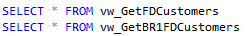 SELECT * FROM vw_GetFDCustomers
SELECT * FROM vw_GetBR1FDCustomers